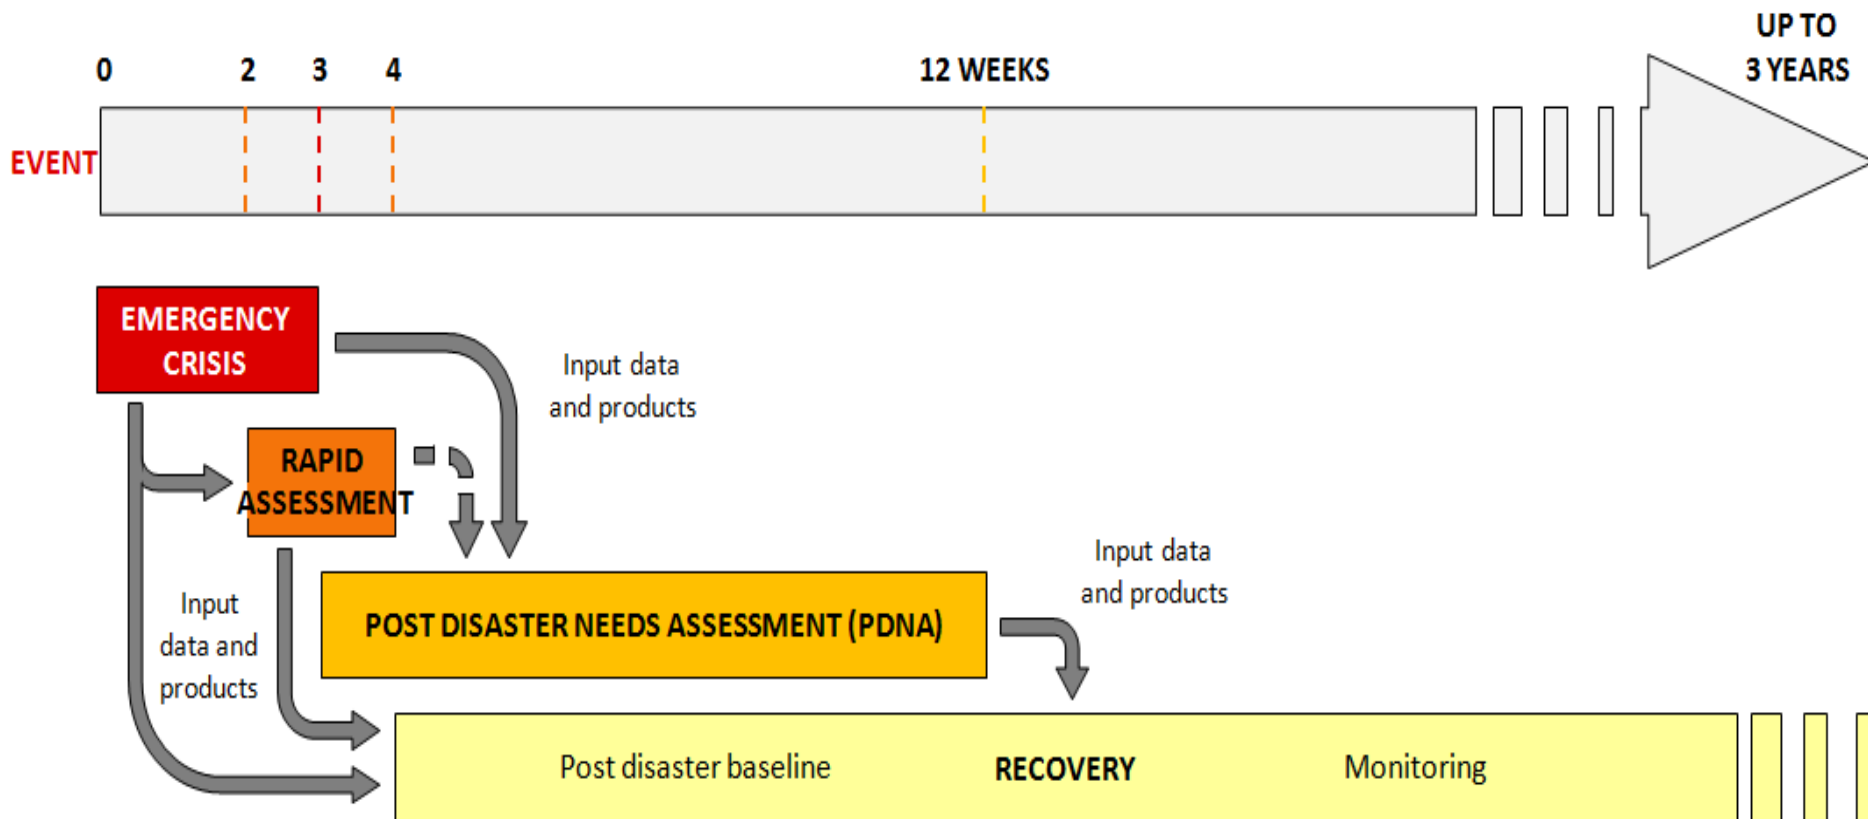 UP TO
3 YEARS
0
2
3
4
12 WEEKS
EVENT
EMERGENCY
CRISIS
Input data
and products
RAPID
ASSESSMENT
Input data
and products
Input
data and
products
POST DISASTER NEEDS ASSESSMENT (PDNA)
Post disaster baseline
RECOVERY
Monitoring